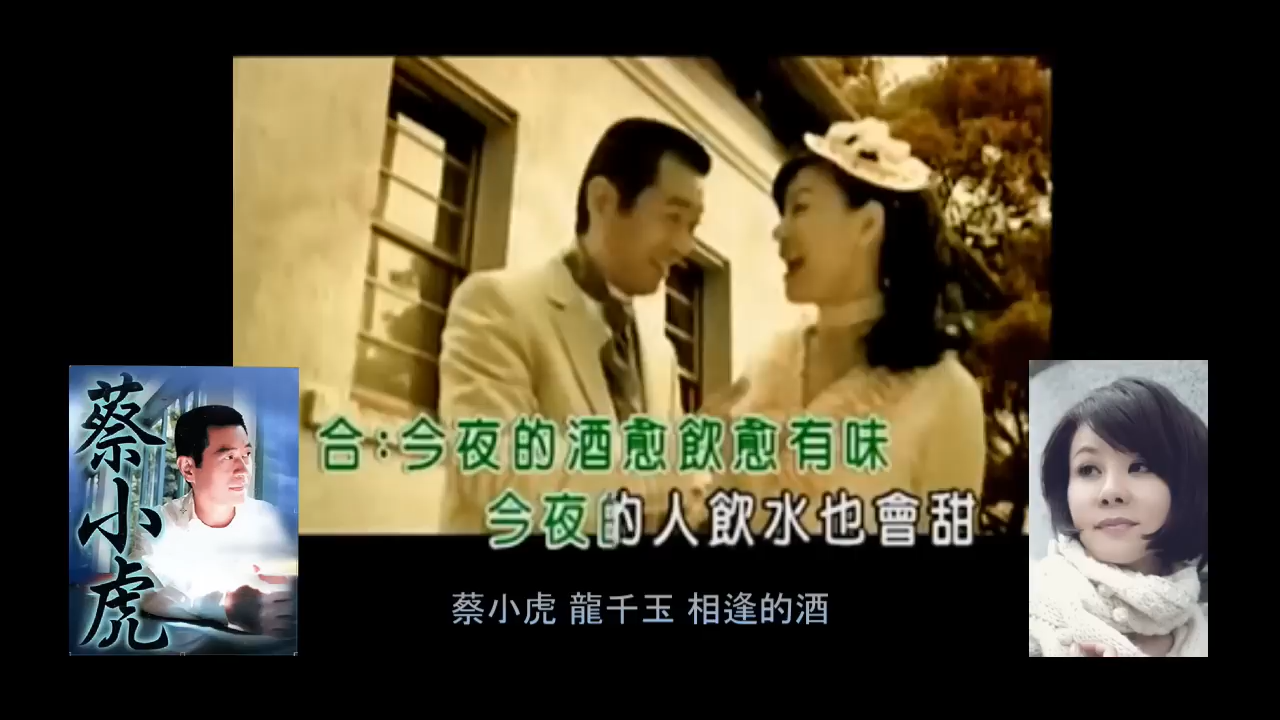 合:今夜的酒愈飲愈有味
今夜的人飲水也會甜
蔡小虎
蔡小虎 龍千玉 相逢的酒